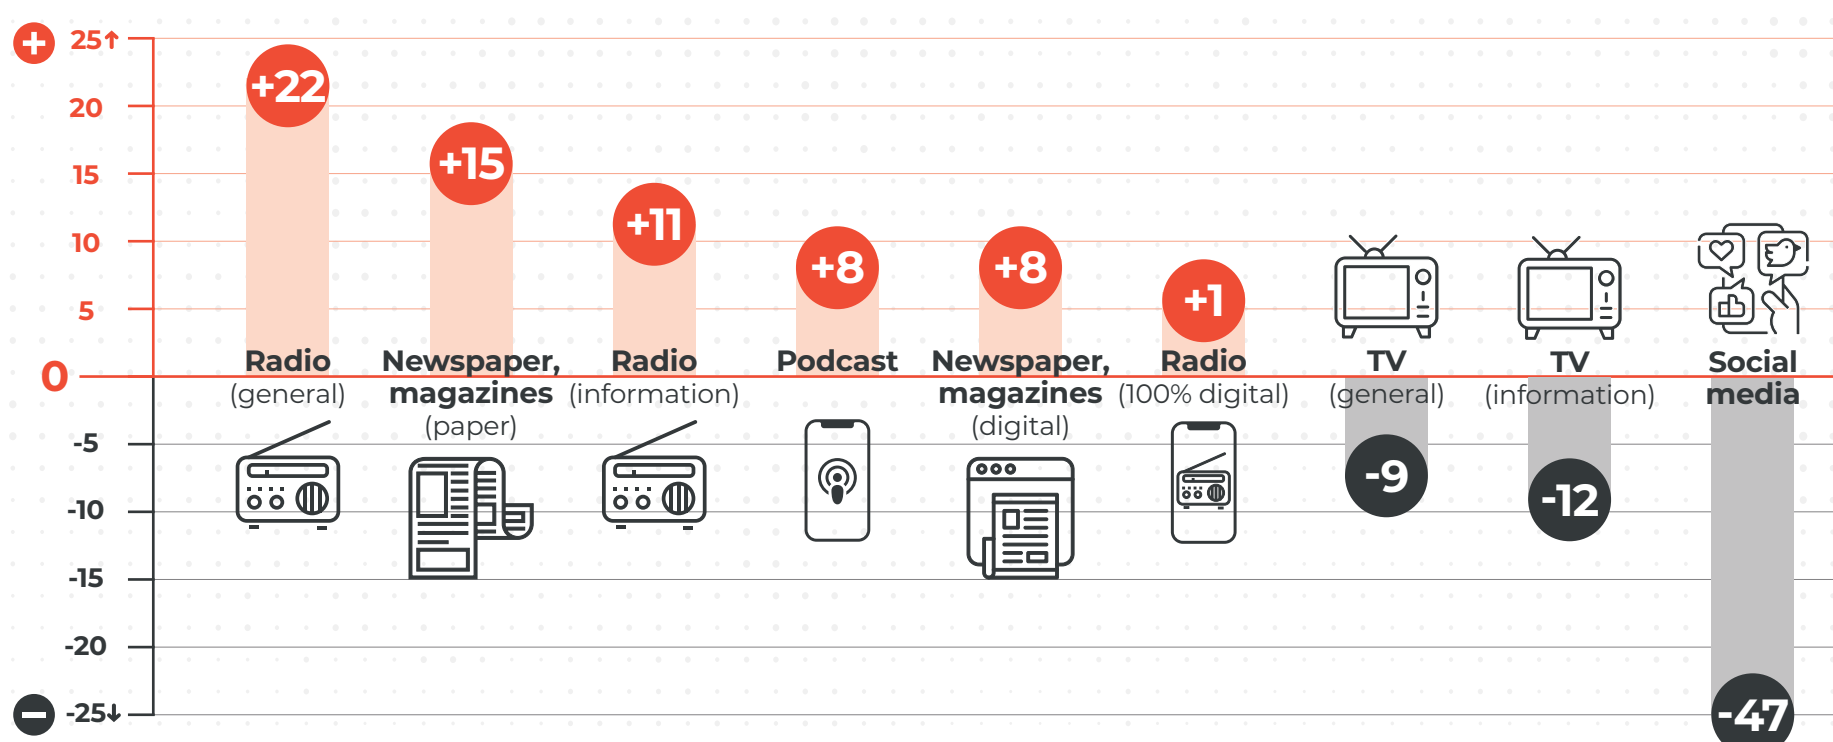 +
25↑
20
15
10
5
0
-5
-10
-15
-20
-25↓
−
+22
Radio
(general)
+15
Newspaper,
magazines
(paper)
+11
Radio
(information)
+8
Podcast
+8
Newspaper,
magazines
(digital)
+1
Radio
(100% digital)
TV
(general)
-9
TV
(information)
-12
Social
media
-47